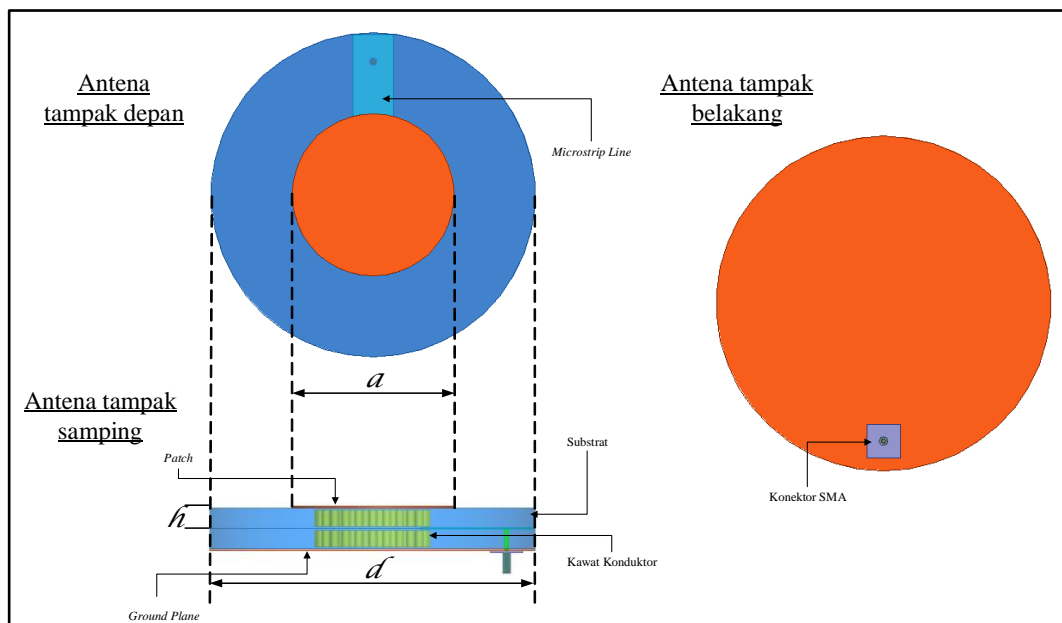 Antena
tampak depan
Microstrip Line
Antena tampak
belakang
a
Antena tampak
samping
Patch
Substrat
h
Konektor SMA
Kawat Konduktor
d
Ground Plane